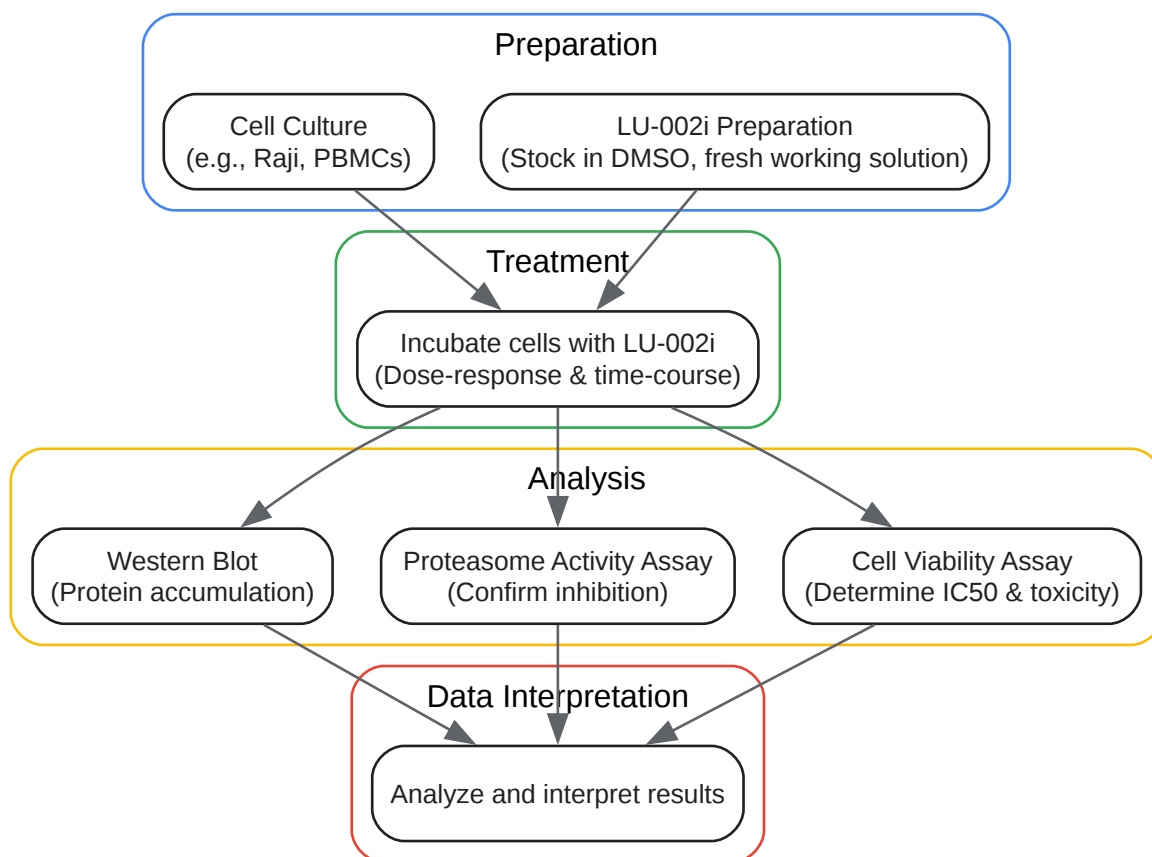 Preparation
Cell Culture
(e.g., Raji, PBMCs)
LU-002i Preparation
(Stock in DMSO, fresh working solution)
Treatment
Incubate cells with LU-002i
(Dose-response & time-course)
Analysis
Western Blot
(Protein accumulation)
Proteasome Activity Assay
(Confirm inhibition)
Cell Viability Assay
(Determine IC50 & toxicity)
Data Interpretation
Analyze and interpret results